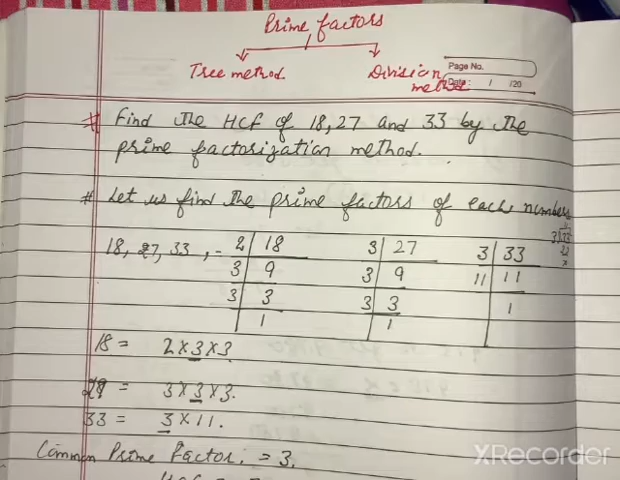 Prime factors
Tree method
Division method
Page No.
Date: / /20
# Find the HCF of 18, 27 and 33 by the
prime factorization method.
# Let us find the prime factors of each numbers
18, 27, 33, -
2 | 18
3 | 9
3 | 3
1
3 | 27
3 | 9
3 | 3
1
3 | 33
11 | 11
1
18 = 2 × 3 × 3
27 = 3 × 3 × 3.
33 = 3 × 11.
Common Prime Factor. = 3.
XRecorder